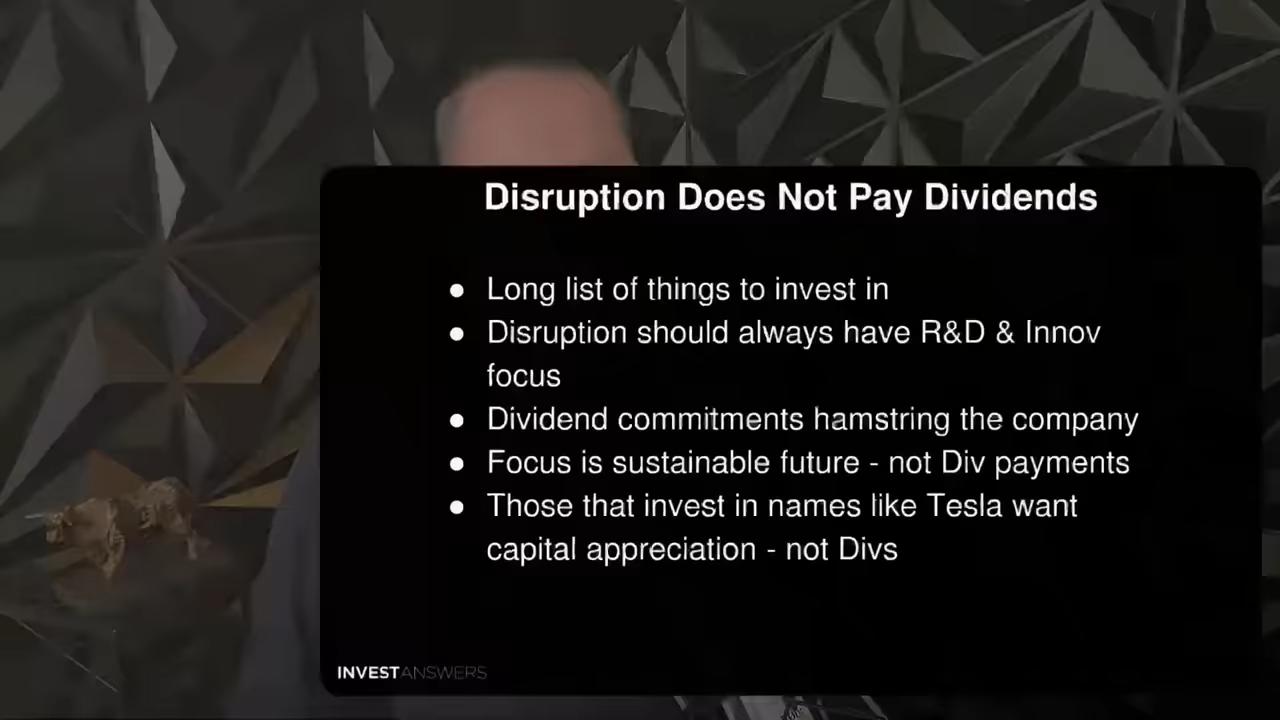 Disruption Does Not Pay Dividends
● Long list of things to invest in
● Disruption should always have R&D & Innov
focus
● Dividend commitments hamstring the company
● Focus is sustainable future - not Div payments
● Those that invest in names like Tesla want
capital appreciation - not Divs
INVESTANSWERS